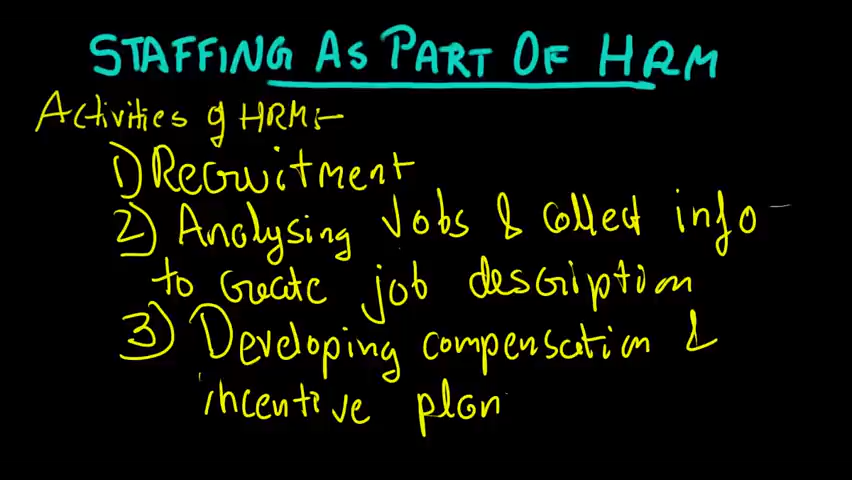 STAFFING AS PART OF HRM
Activities of HRM:-
1) Recruitment
2) Analysing Jobs & collect info
to create job description
3) Developing compensation &
incentive plan